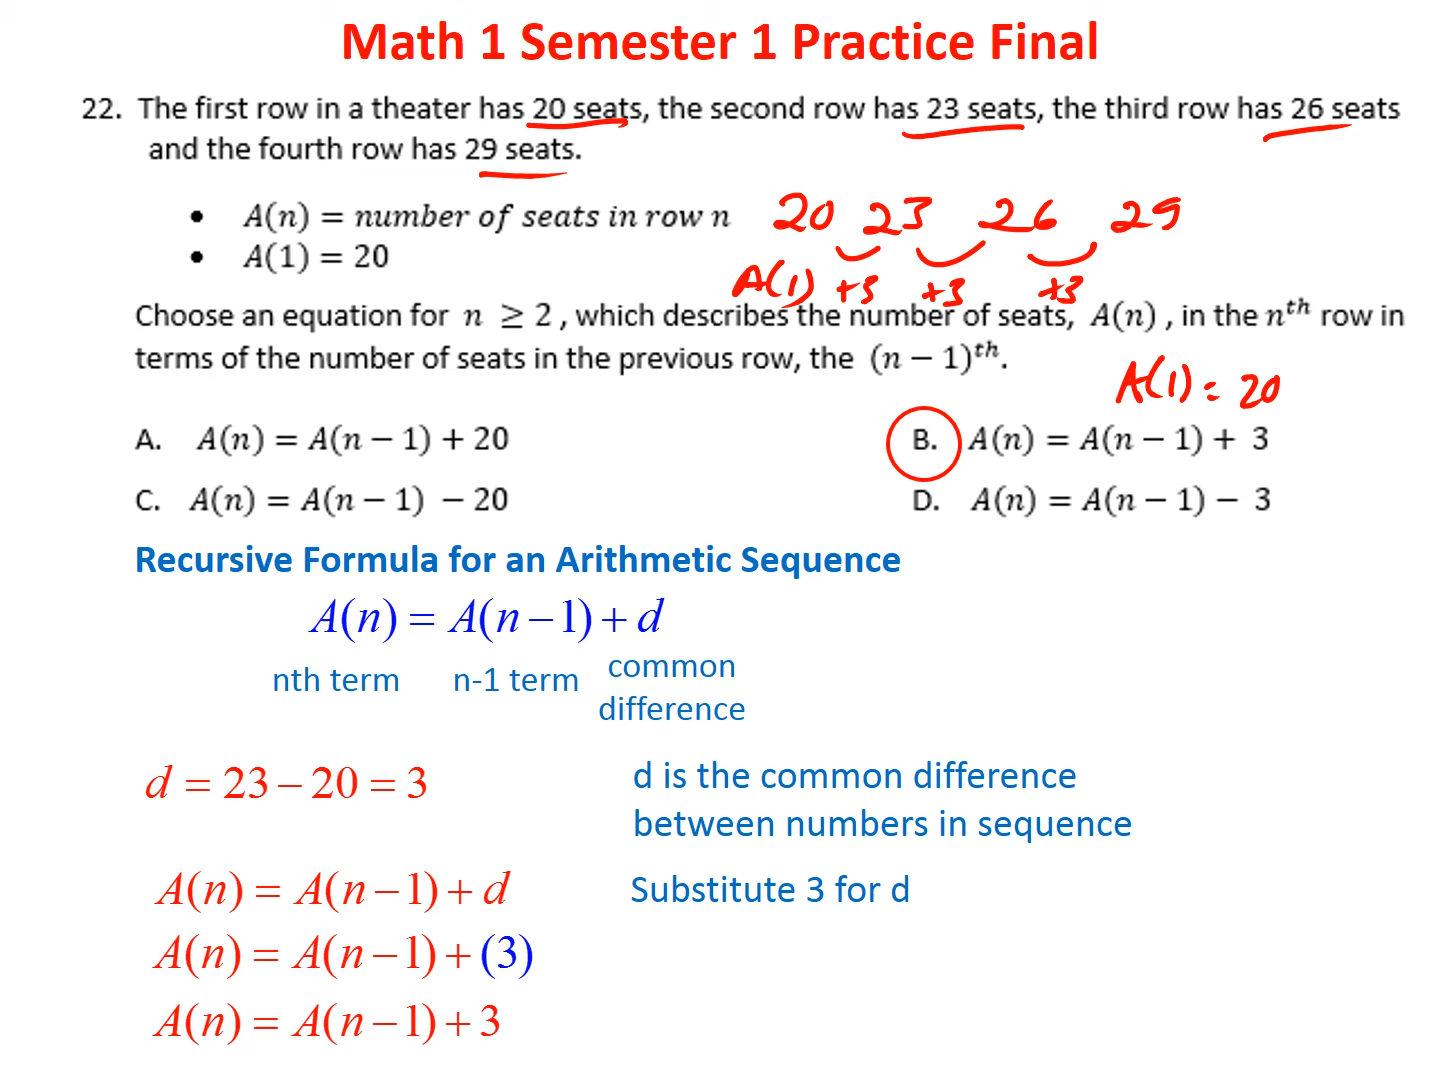 Math 1 Semester 1 Practice Final
22. The first row in a theater has 20 seats, the second row has 23 seats, the third row has 26 seats
and the fourth row has 29 seats.
• A(n) = number of seats in row n
20 23 26 29
• A(1) = 20
A(1) +3 +3 +3
Choose an equation for n ≥ 2 , which describes the number of seats, A(n) , in the nᵗʰ row in
terms of the number of seats in the previous row, the (n − 1)ᵗʰ.
A(1) = 20
A. A(n) = A(n − 1) + 20
B. A(n) = A(n − 1) + 3
C. A(n) = A(n − 1) − 20
D. A(n) = A(n − 1) − 3
Recursive Formula for an Arithmetic Sequence
A(n) = A(n − 1) + d
nth term n-1 term common
difference
d = 23 − 20 = 3
d is the common difference
between numbers in sequence
A(n) = A(n − 1) + d
Substitute 3 for d
A(n) = A(n − 1) + (3)
A(n) = A(n − 1) + 3